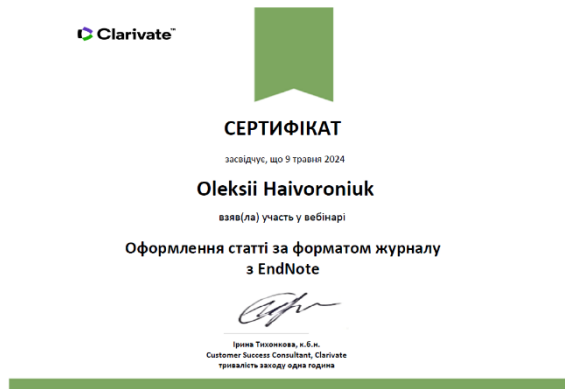 Clarivate™
СЕРТИФІКАТ
засвідчує, що 9 травня 2024
Oleksii Haivoroniuk
взяв(ла) участь у вебінарі
Оформлення статті за форматом журналу
з EndNote
Ірина Тихонкова, к.б.н.
Customer Success Consultant, Clarivate
тривалість заходу одна година